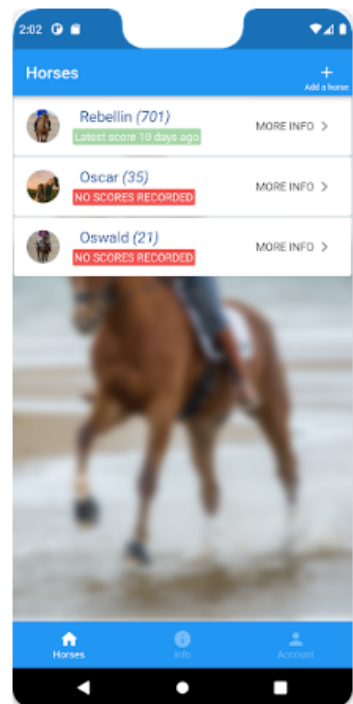 2:02
Horses
Add a horse
Rebellin (701)
Latest score 10 days ago
MORE INFO
Oscar (35)
NO SCORES RECORDED
MORE INFO
Oswald (21)
NO SCORES RECORDED
MORE INFO
Horses
Info
Account